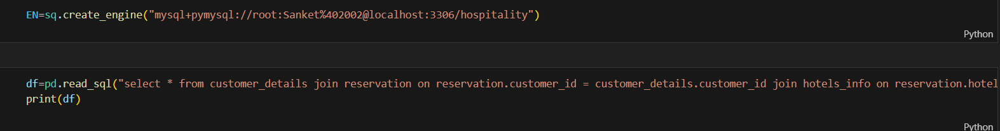 EN=sq.create_engine("mysql+pymysql://root:Sanket%402002@localhost:3306/hospitality")
Python
df=pd.read_sql("select * from customer_details join reservation on reservation.customer_id = customer_details.customer_id join hotels_info on reservation.hotel
print(df)
Python